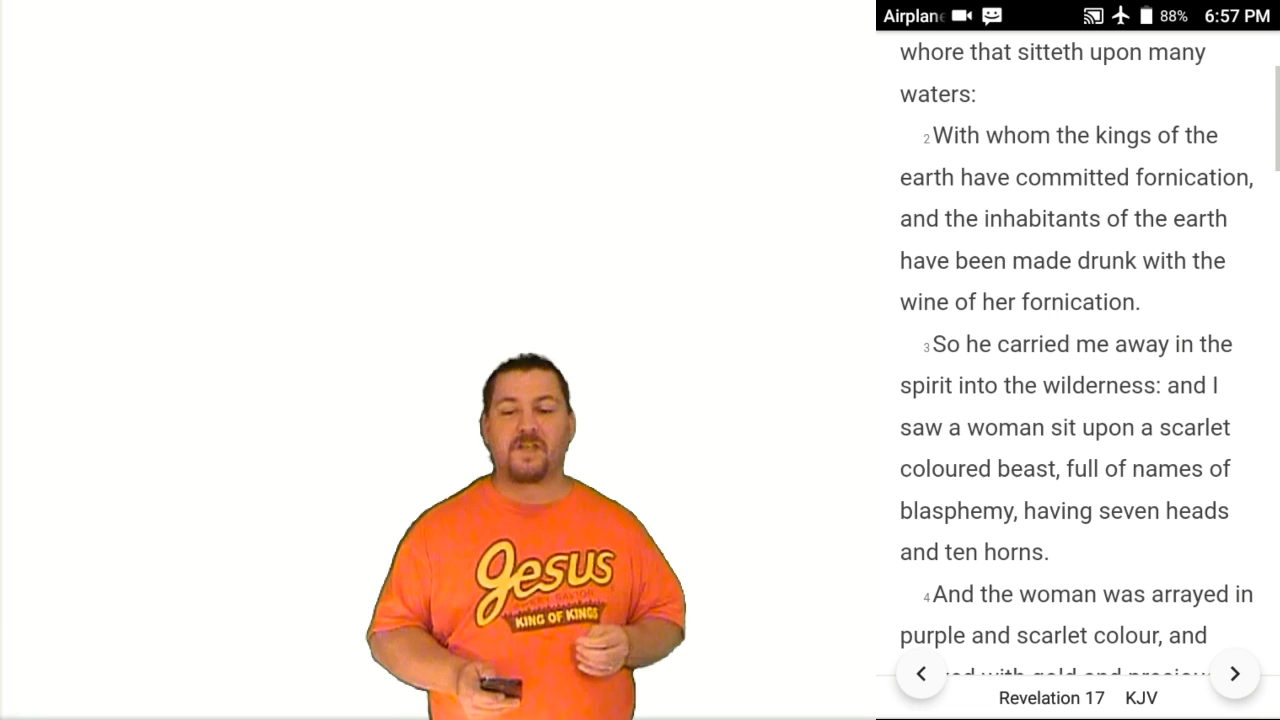 Airplan
88%
6:57 PM
whore that sitteth upon many
waters:
2 With whom the kings of the
earth have committed fornication,
and the inhabitants of the earth
have been made drunk with the
wine of her fornication.
3 So he carried me away in the
spirit into the wilderness: and I
saw a woman sit upon a scarlet
coloured beast, full of names of
blasphemy, having seven heads
and ten horns.
4 And the woman was arrayed in
purple and scarlet colour, and
with gold and
Revelation 17 KJV
Jesus
KING OF KINGS